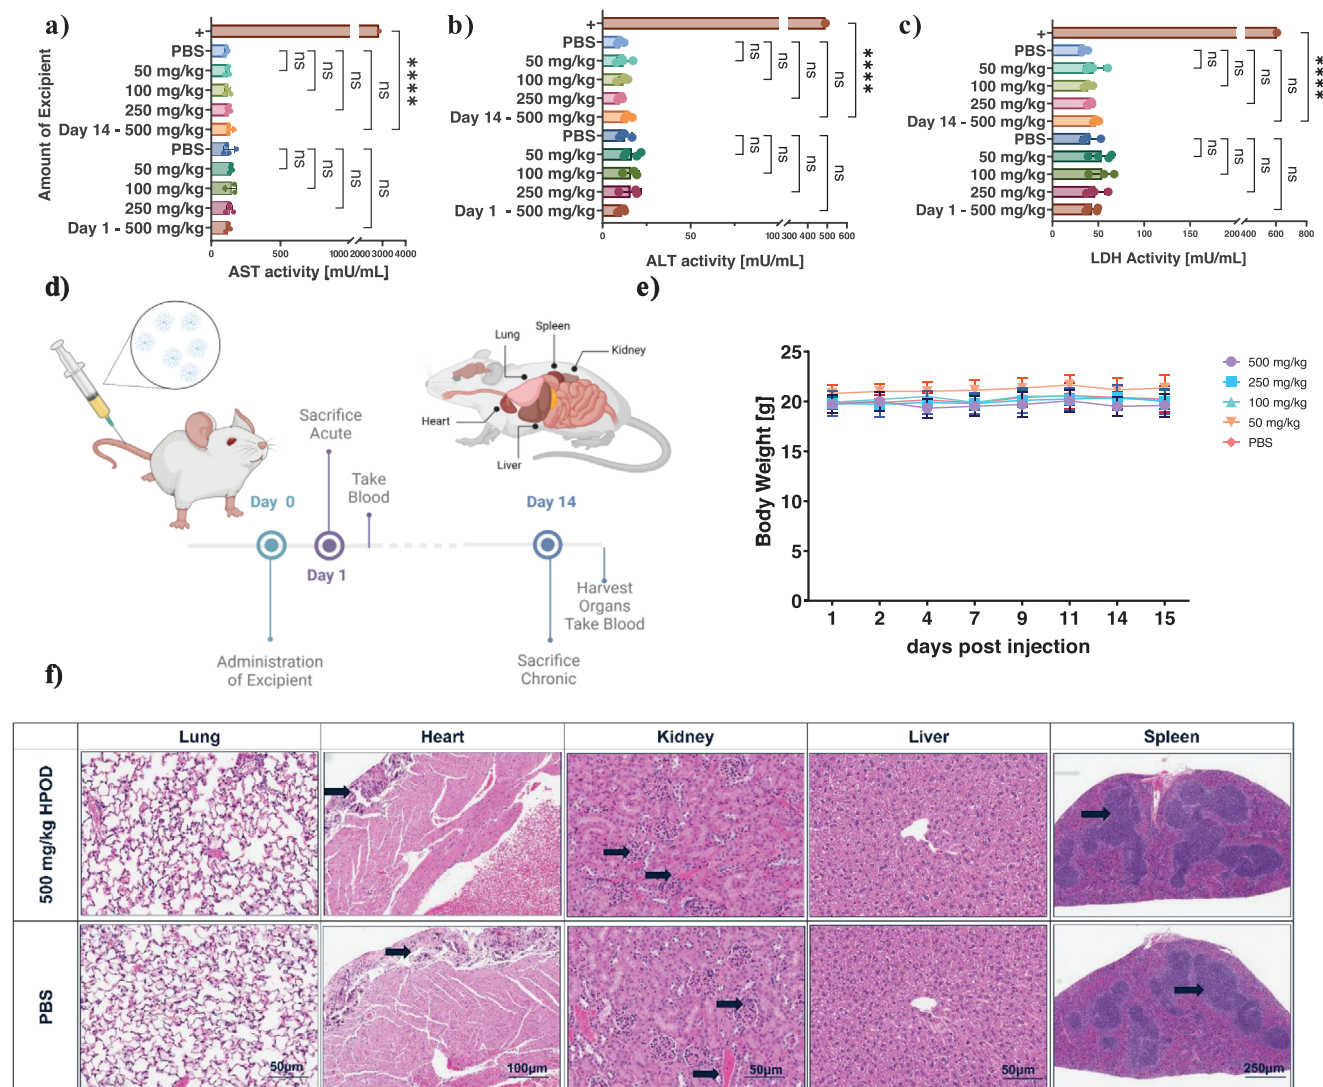 a)
Amount of Excipient
+
PBS
50 mg/kg
100 mg/kg
250 mg/kg
Day 14 - 500 mg/kg
PBS
50 mg/kg
100 mg/kg
250 mg/kg
Day 1 - 500 mg/kg
ns
ns
ns
ns
****
ns
ns
ns
ns
0
500
1000
2000
3000
4000
AST activity [mU/mL]
b)
+
PBS
50 mg/kg
100 mg/kg
250 mg/kg
Day 14 - 500 mg/kg
PBS
50 mg/kg
100 mg/kg
250 mg/kg
Day 1 - 500 mg/kg
ns
ns
ns
ns
****
ns
ns
ns
ns
0
50
100
300
400
500
600
ALT activity [mU/mL]
c)
+
PBS
50 mg/kg
100 mg/kg
250 mg/kg
Day 14 - 500 mg/kg
PBS
50 mg/kg
100 mg/kg
250 mg/kg
Day 1 - 500 mg/kg
ns
ns
ns
ns
****
ns
ns
ns
ns
0
50
100
150
200
400
600
800
LDH Activity [mU/mL]
d)
Lung
Spleen
Kidney
Heart
Liver
Sacrifice
Acute
Take
Blood
Day 0
Day 1
Day 14
Administration
of Excipient
Harvest
Organs
Take Blood
Sacrifice
Chronic
e)
Body Weight [g]
25
20
15
10
5
0
1
2
4
7
9
11
14
15
days post injection
500 mg/kg
250 mg/kg
100 mg/kg
50 mg/kg
PBS
f)
Lung
Heart
Kidney
Liver
Spleen
500 mg/kg HPOD
PBS
50µm
100µm
50µm
50µm
250µm